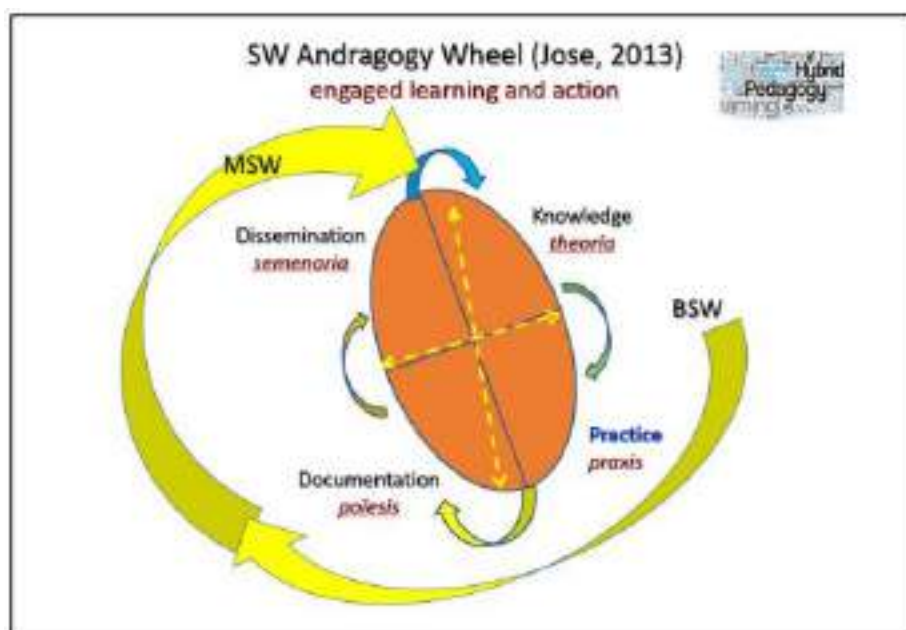 SW Andragogy Wheel (Jose, 2013)
engaged learning and action
Hybrid
Pedagogy
MSW
Knowledge
theoria
Dissemination
semenaria
BSW
Practice
praxis
Documentation
poiesis